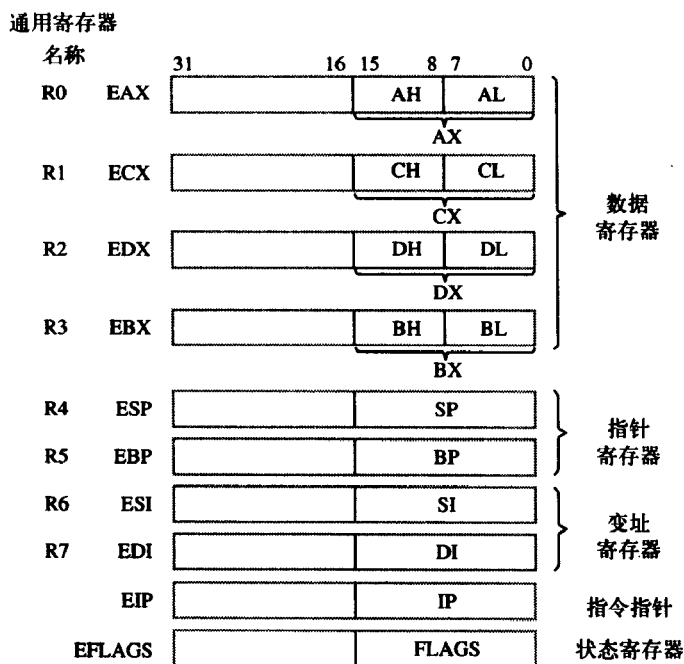 通用寄存器
名称
31 16 15 8 7 0
R0 EAX AH AL
AX
R1 ECX CH CL
CX
数据
寄存器
R2 EDX DH DL
DX
R3 EBX BH BL
BX
R4 ESP SP
指针
寄存器
R5 EBP BP
R6 ESI SI
变址
寄存器
R7 EDI DI
EIP IP 指令指针
EFLAGS FLAGS 状态寄存器